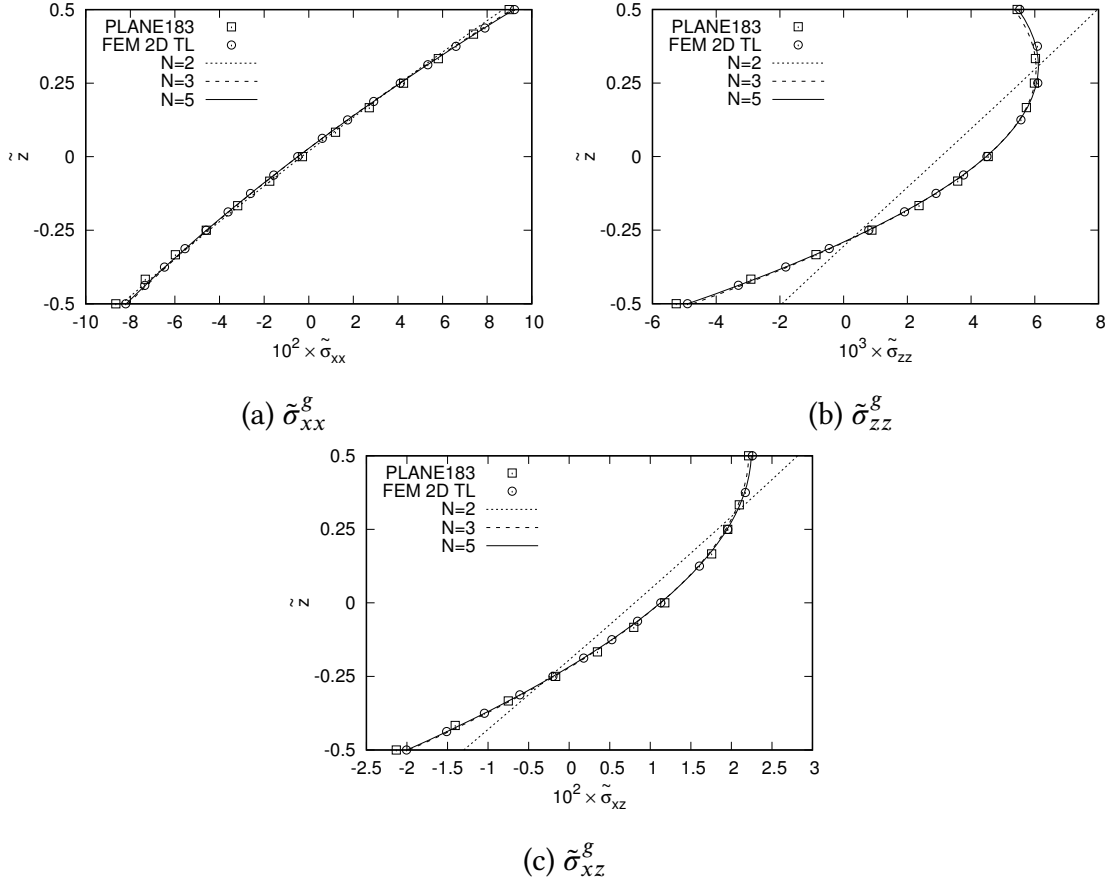 0.5
PLANE183
FEM 2D TL
N=2
N=3
N=5
0.25
0
-0.25
-0.5
z̃
-10 -8 -6 -4 -2 0 2 4 6 8 10
10² × σ̃xx
(a) σ̃ᵍxx
0.5
PLANE183
FEM 2D TL
N=2
N=3
N=5
0.25
0
-0.25
-0.5
z̃
-6 -4 -2 0 2 4 6 8
10³ × σ̃zz
(b) σ̃ᵍzz
0.5
PLANE183
FEM 2D TL
N=2
N=3
N=5
0.25
0
-0.25
-0.5
z̃
-2.5 -2 -1.5 -1 -0.5 0 0.5 1 1.5 2 2.5 3
10² × σ̃xz
(c) σ̃ᵍxz